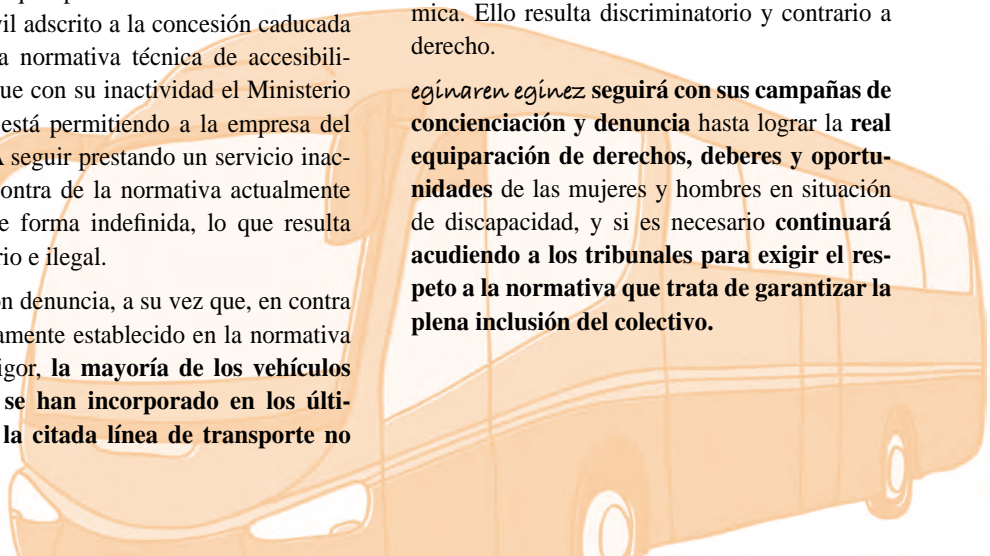 vil adscrito a la concesión caducada
a normativa técnica de accesibili-
ue con su inactividad el Ministerio
está permitiendo a la empresa del
A seguir prestando un servicio inac-
ontra de la normativa actualmente
e forma indefinida, lo que resulta
rio e ilegal.
ón denuncia, a su vez que, en contra
amente establecido en la normativa
igor, la mayoría de los vehículos
se han incorporado en los últi-
la citada línea de transporte no
mica. Ello resulta discriminatorio y contrario a
derecho.
eginaren eginez seguirá con sus campañas de
concienciación y denuncia hasta lograr la real
equiparación de derechos, deberes y oportu-
nidades de las mujeres y hombres en situación
de discapacidad, y si es necesario continuará
acudiendo a los tribunales para exigir el res-
peto a la normativa que trata de garantizar la
plena inclusión del colectivo.